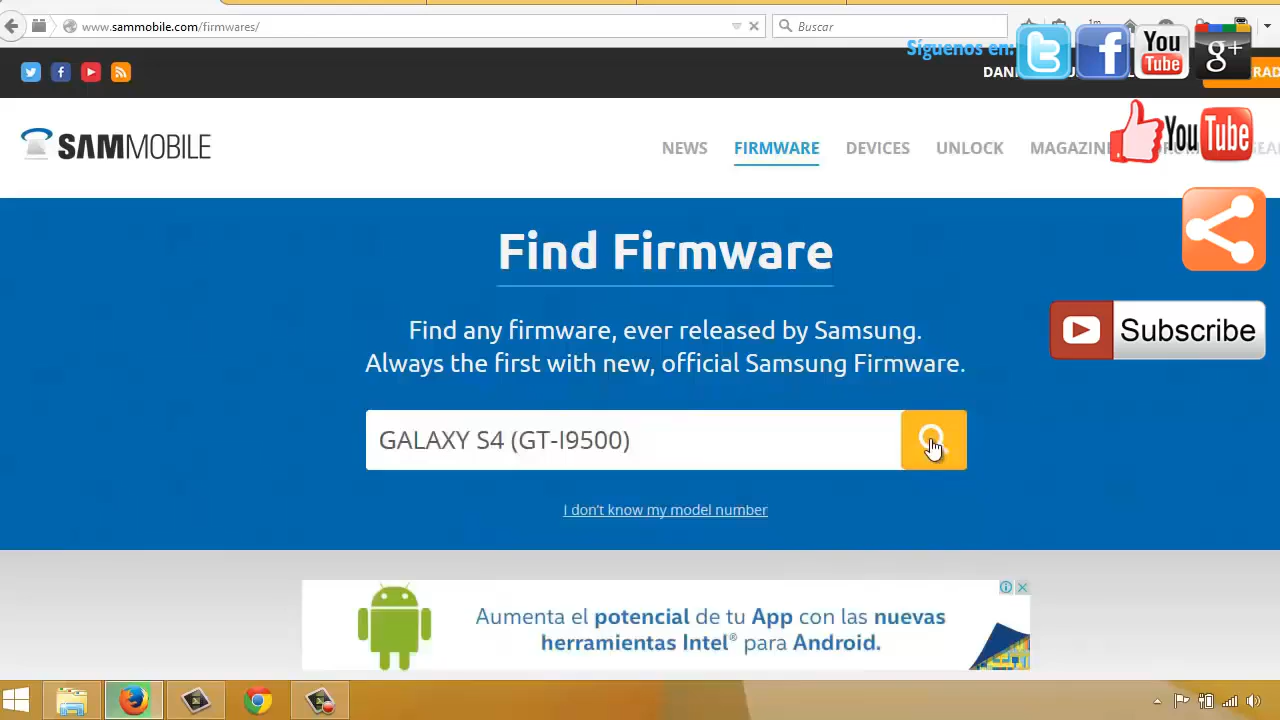 www.sammobile.com/firmwares/
Buscar
Síguenos en:
You
Tube
g+
SAMMOBILE
NEWS
FIRMWARE
DEVICES
UNLOCK
MAGAZIN
YouTube
Find Firmware
Find any firmware, ever released by Samsung.
Always the first with new, official Samsung Firmware.
Subscribe
GALAXY S4 (GT-I9500)
I don't know my model number
Aumenta el potencial de tu App con las nuevas
herramientas Intel® para Android.